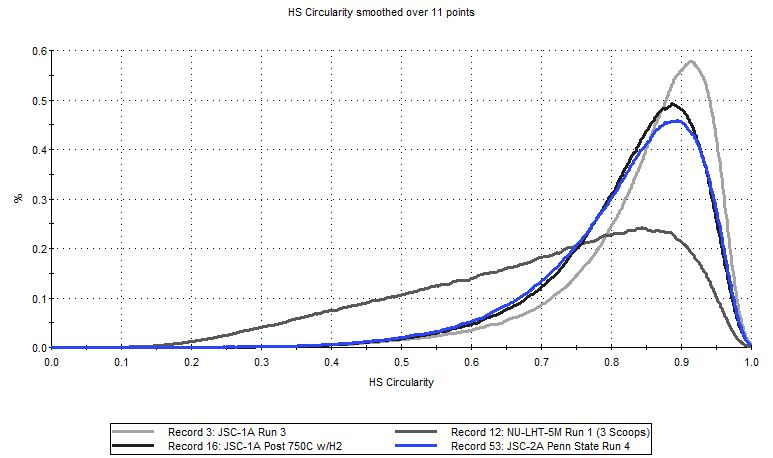 HS Circularity smoothed over 11 points
0.6
0.5
0.4
0.3
0.2
0.1
0.0
%
0.0 0.1 0.2 0.3 0.4 0.5 0.6 0.7 0.8 0.9 1.0
HS Circularity
Record 3: JSC-1A Run 3 Record 12: NU-LHT-5M Run 1 (3 Scoops)
Record 16: JSC-1A Post 750C w/H2 Record 53: JSC-2A Penn State Run 4